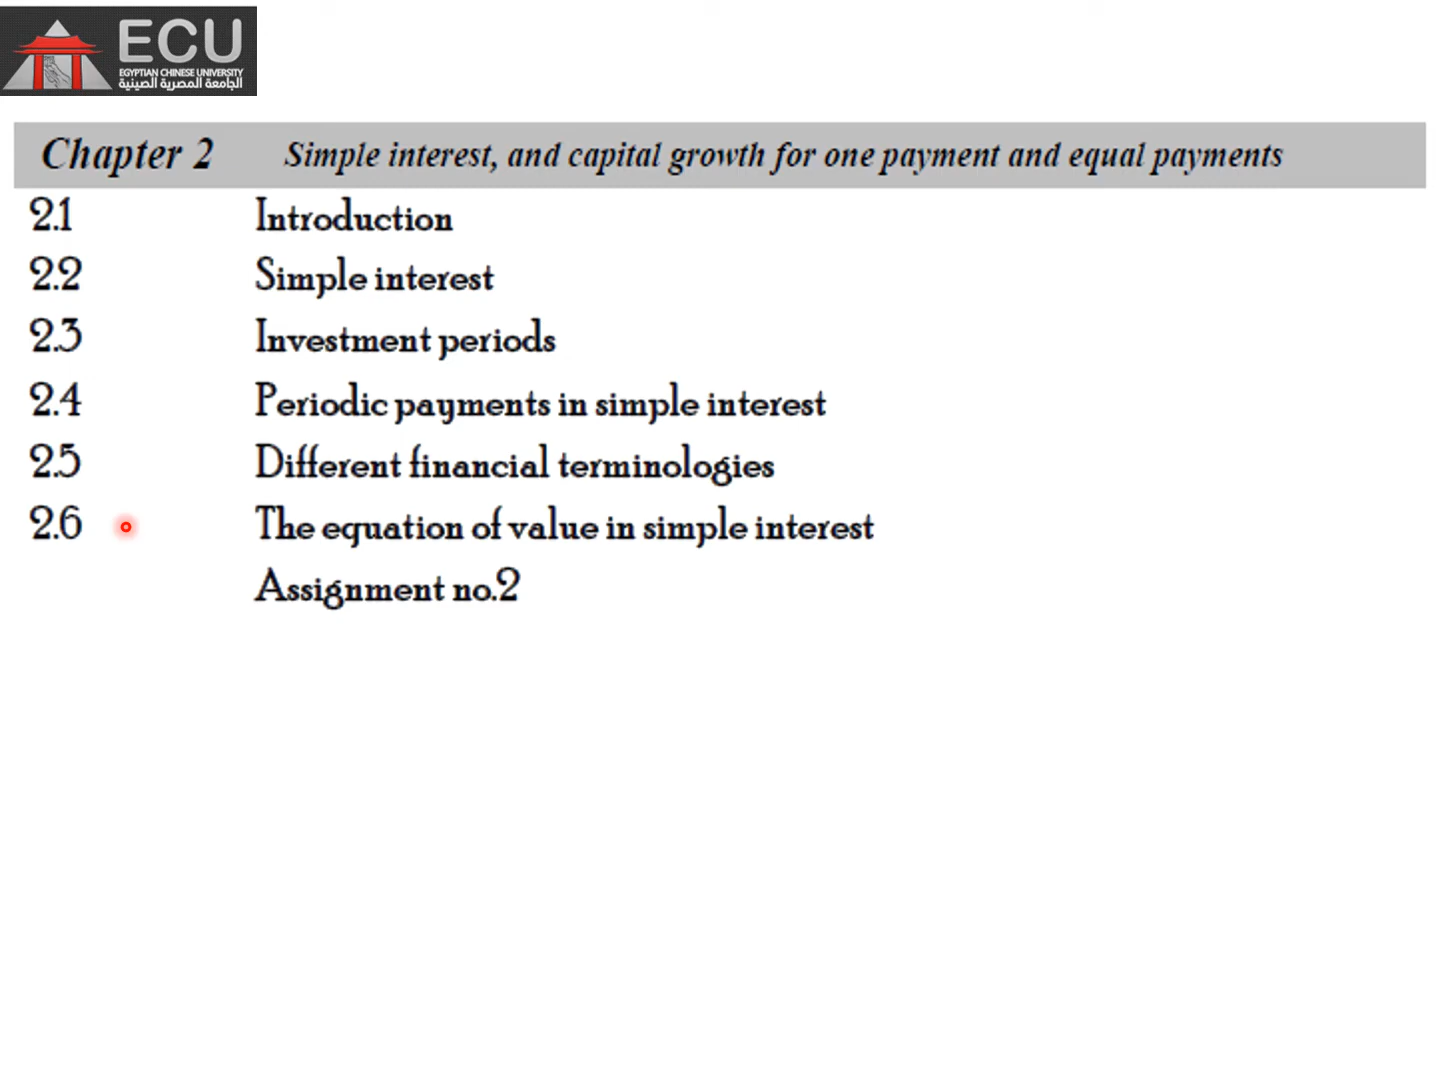 ECU
EGYPTIAN CHINESE UNIVERSITY
الجامعة المصرية الصينية
Chapter 2 Simple interest, and capital growth for one payment and equal payments
2.1 Introduction
2.2 Simple interest
2.3 Investment periods
2.4 Periodic payments in simple interest
2.5 Different financial terminologies
2.6 The equation of value in simple interest
Assignment no.2